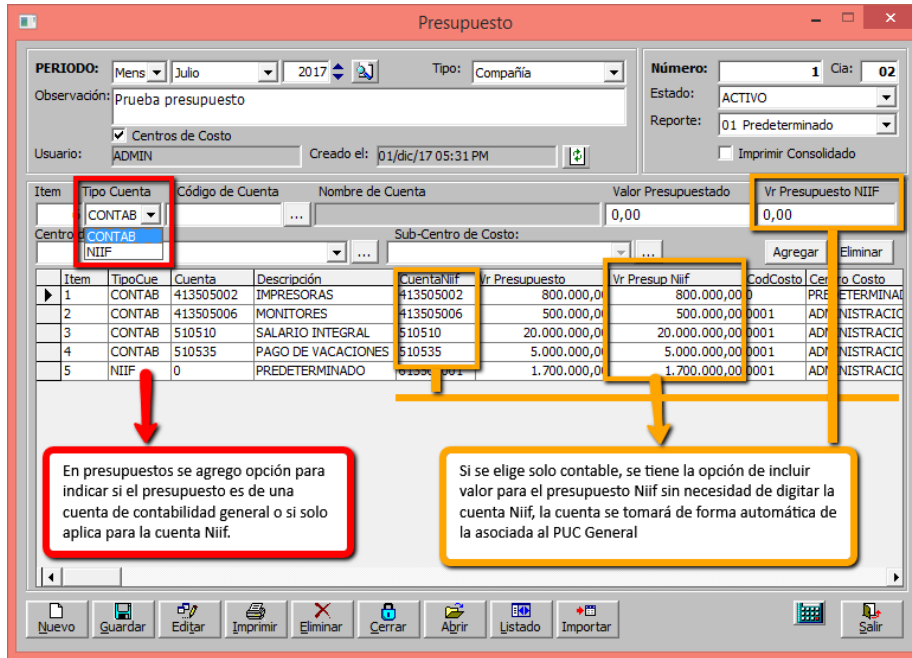 Presupuesto
PERIODO: Mens Julio 2017 Tipo: Compañía Número: 1 Cia: 02
Observación: Prueba presupuesto Estado: ACTIVO
Reporte: 01 Predeterminado
Centros de Costo
Usuario: ADMIN Creado el: 01/dic/17 05:31 PM Imprimir Consolidado
Item Tipo Cuenta Código de Cuenta Nombre de Cuenta Valor Presupuestado Vr Presupuesto NIIF
CONTAB ... 0,00 0,00
CONTAB
NIIF
Sub-Centro de Costo:
... ... Agregar Eliminar
Item TipoCue Cuenta Descripción CuentaNiif Vr Presupuesto Vr Presup Niif CodCosto Centro Costo
1 CONTAB 413505002 IMPRESORAS 413505002 800.000,00 800.000,00 0 PREDETERMINAD
2 CONTAB 413505006 MONITORES 413505006 500.000,00 500.000,00 0001 ADMINISTRACIO
3 CONTAB 510510 SALARIO INTEGRAL 510510 20.000.000,00 20.000.000,00 0001 ADMINISTRACIO
4 CONTAB 510535 PAGO DE VACACIONES 510535 5.000.000,00 5.000.000,00 0001 ADMINISTRACIO
5 NIIF 0 PREDETERMINADO 1.700.000,00 1.700.000,00 0001 ADMINISTRACIO
En presupuestos se agrego opción para
indicar si el presupuesto es de una
cuenta de contabilidad general o si solo
aplica para la cuenta Niif.
Si se elige solo contable, se tiene la opción de incluir
valor para el presupuesto Niif sin necesidad de digitar la
cuenta Niif, la cuenta se tomará de forma automática de
la asociada al PUC General
Nuevo Guardar Editar Imprimir Eliminar Cerrar Abrir Listado Importar Salir